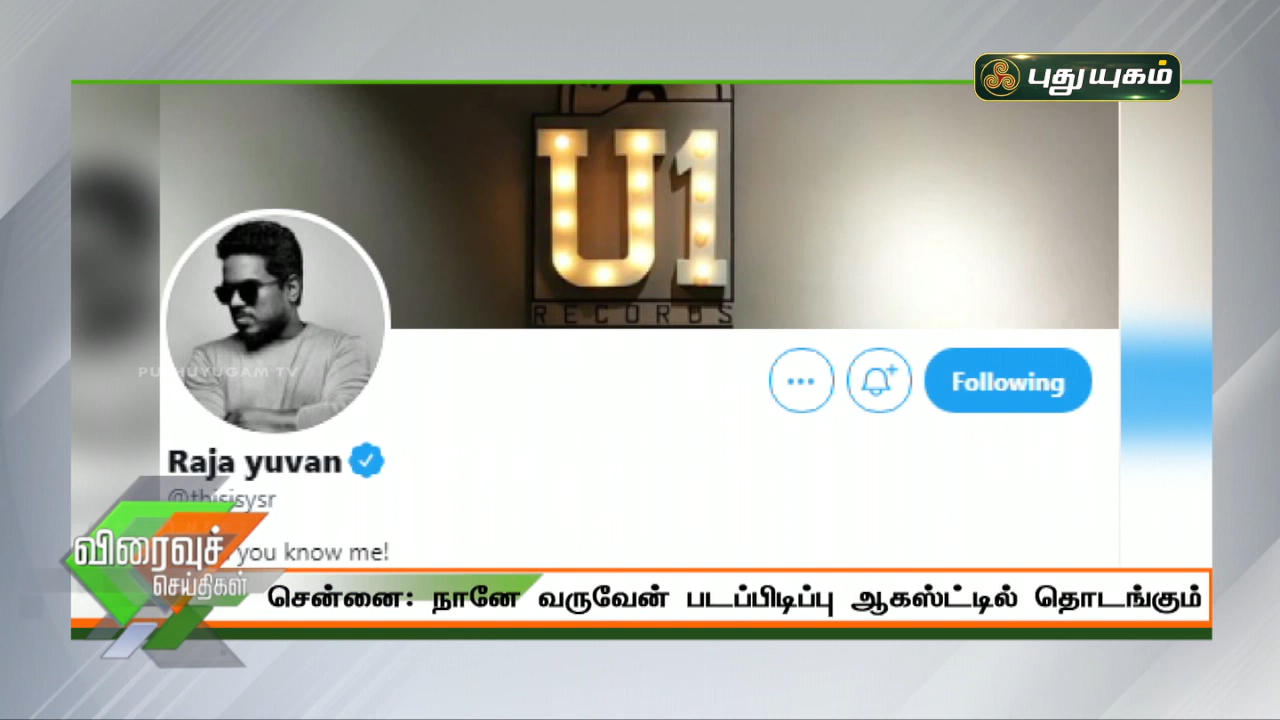 புதுயுகம்
U1
RECORDS
PUTHUYUGAM TV
Following
Raja yuvan
@thisisysr
you know me!
விரைவுச்
செய்திகள்
சென்னை: நானே வருவேன் படப்பிடிப்பு ஆகஸ்ட்டில் தொடங்கும்